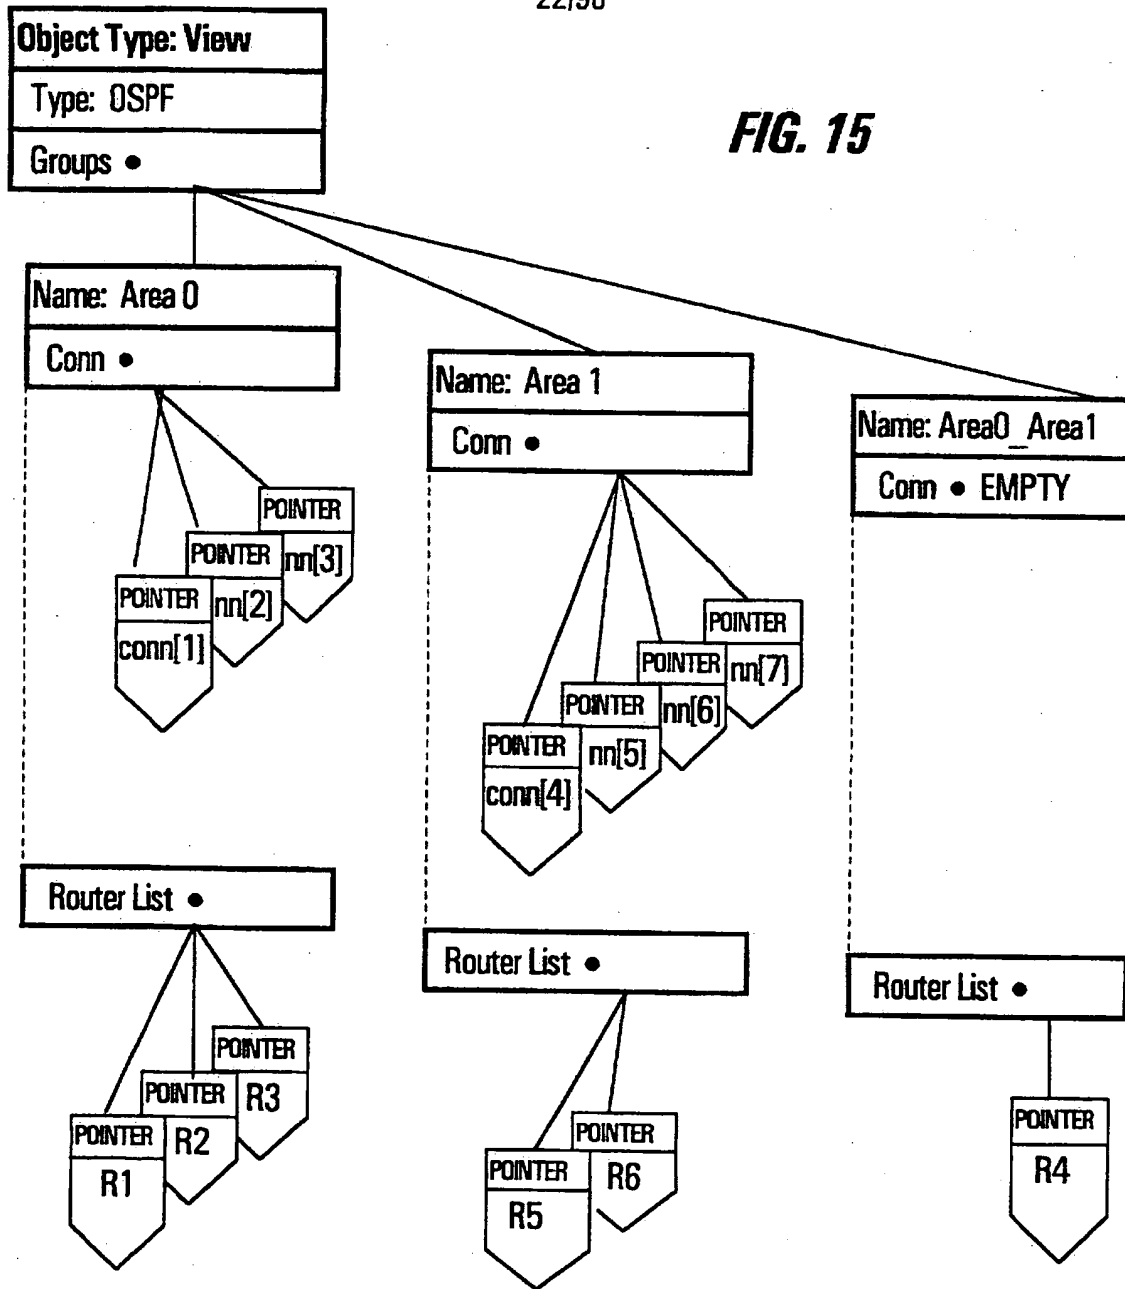 Object Type: View
Type: OSPF
Groups •
FIG. 15
Name: Area 0
Conn •
Name: Area 1
Conn •
Name: Area0_Area1
Conn • EMPTY
POINTER
nn[3]
POINTER
nn[2]
POINTER
conn[1]
POINTER
nn[7]
POINTER
nn[6]
POINTER
nn[5]
POINTER
conn[4]
Router List •
Router List •
Router List •
POINTER
R3
POINTER
R2
POINTER
R1
POINTER
R6
POINTER
R5
POINTER
R4